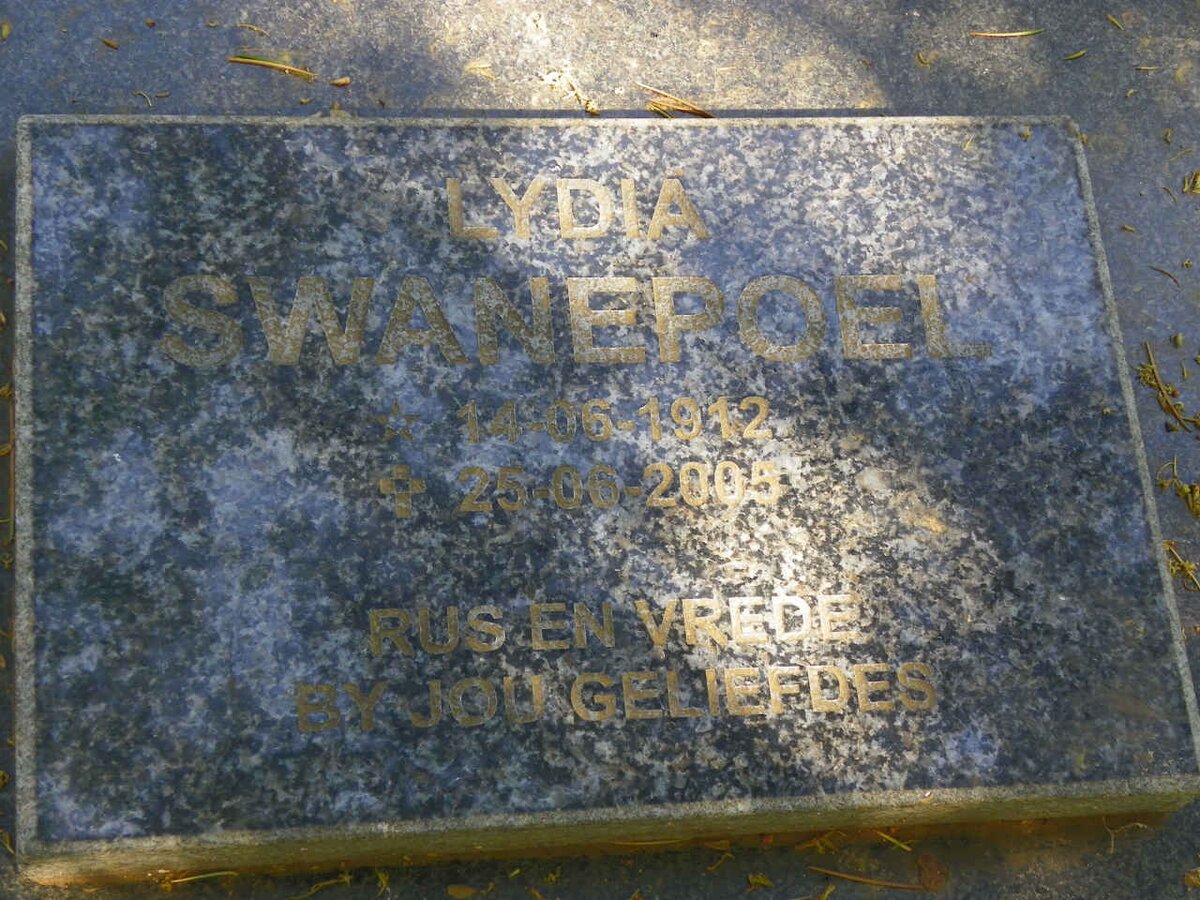 LYDIA
SWANEPOEL
☆ 14-06-1912
✝ 25-06-2005
RUS EN VREDE
BY JOU GELIEFDES